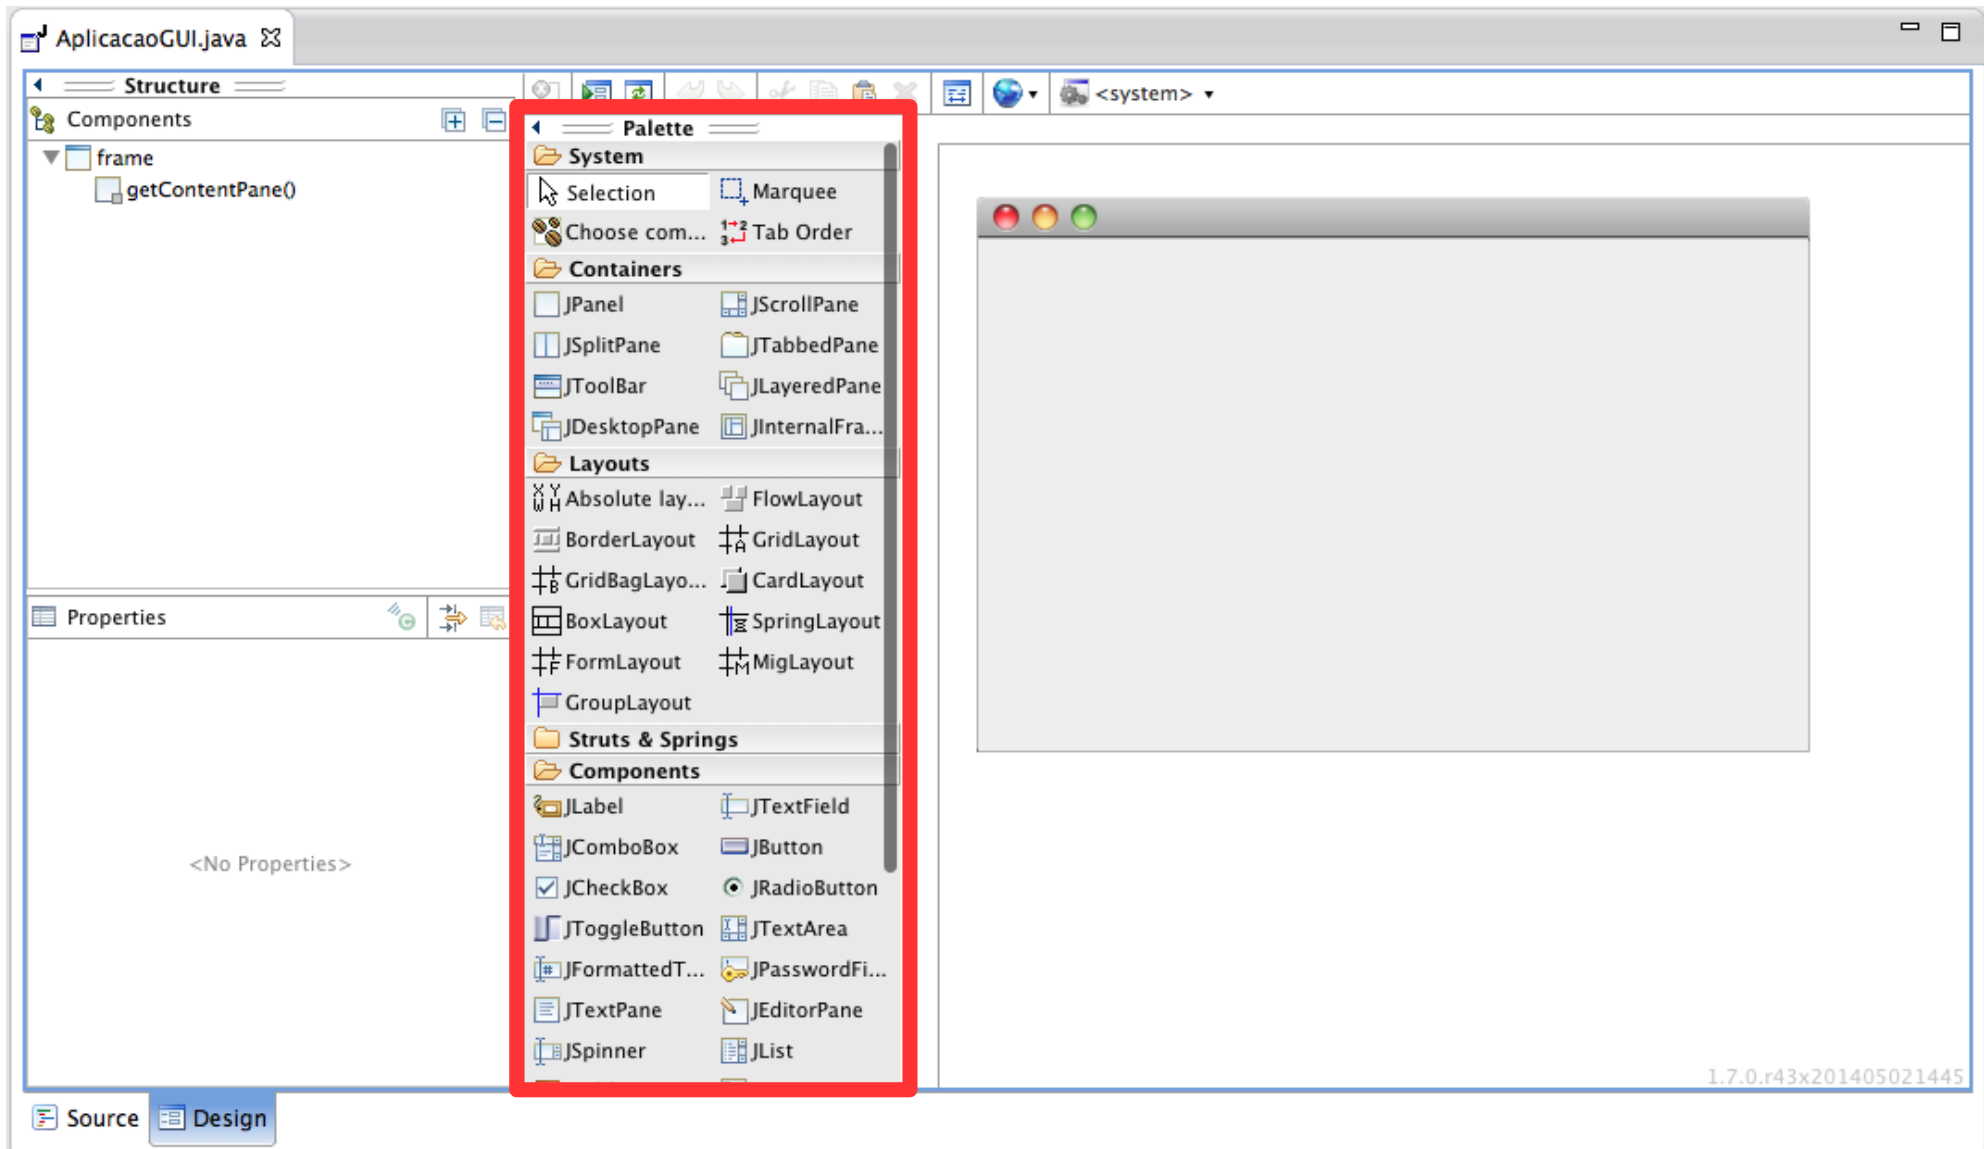 AplicacaoGUI.java
Structure
Components
frame
getContentPane()
Properties
<No Properties>
<system>
Palette
System
Selection Marquee
Choose com... Tab Order
Containers
JPanel JScrollPane
JSplitPane JTabbedPane
JToolBar JLayeredPane
JDesktopPane JInternalFra...
Layouts
Absolute lay... FlowLayout
BorderLayout GridLayout
GridBagLayo... CardLayout
BoxLayout SpringLayout
FormLayout MigLayout
GroupLayout
Struts & Springs
Components
JLabel JTextField
JComboBox JButton
JCheckBox JRadioButton
JToggleButton JTextArea
JFormattedT... JPasswordFi...
JTextPane JEditorPane
JSpinner JList
1.7.0.r43x201405021445
Source Design